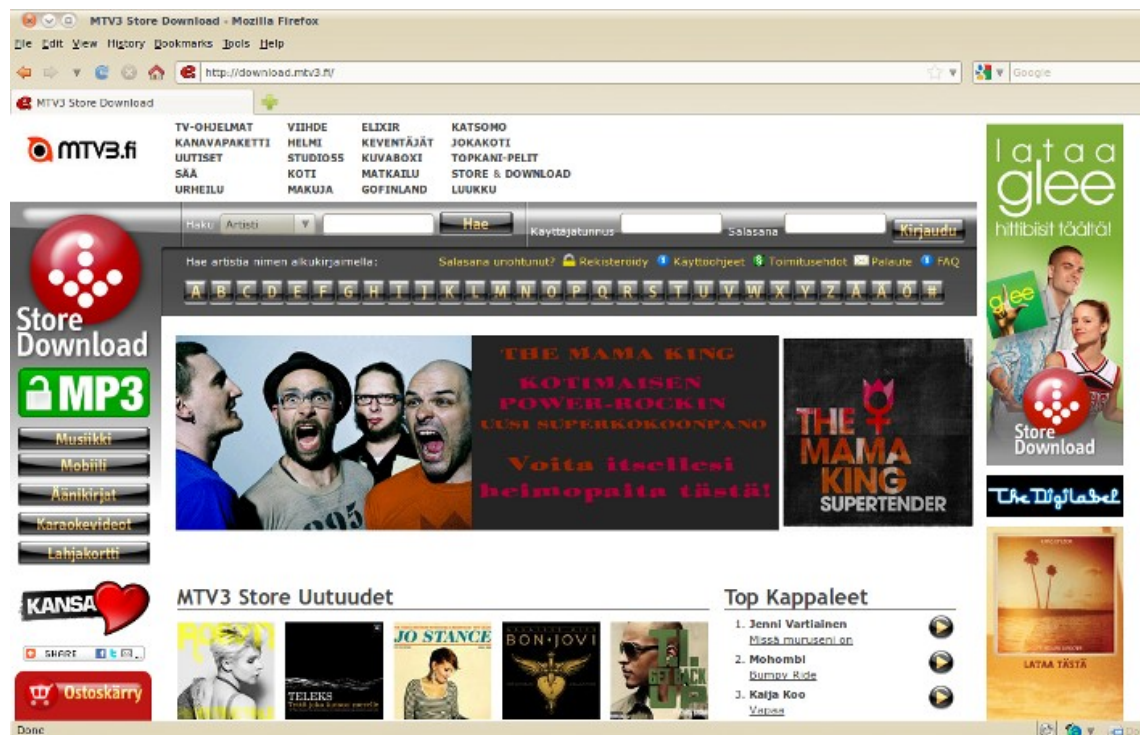 MTV3 Store Download - Mozilla Firefox
File Edit View History Bookmarks Tools Help
http://download.mtv3.fi/
Google
MTV3 Store Download
mTV3.fi
TV-OHJELMAT VIIHDE ELIXIR KATSOMO
KANAVAPAKETTI HELMI KEVENTÄJÄT JOKAKOTI
UUTISET STUDIO55 KUVABOXI TOPKANI-PELIT
SÄÄ KOTI MATKAILU STORE & DOWNLOAD
URHEILU MAKUJA GOFINLAND LUUKKU
Haku Artisti Hae Käyttäjätunnus Salasana Kirjaudu
Hae artistia nimen alkukirjaimella: Salasana unohtunut? Rekisteröidy Käyttöohjeet Toimitusehdot Palaute FAQ
A B C D E F G H I J K L M N O P Q R S T U V W X Y Z Å Ä Ö #
Store
Download
MP3
Musiikki
Mobiili
Äänikirjat
Karaokevideot
Lahjakortti
KANSA
SHARE
Ostoskärry
THE MAMA KING
KOTIMAISEN
POWER-ROCKIN
UUSI SUPERKOKOONPANO
Voita itsellesi
heimopaita tästä!
995
THE
MAMA
KING
SUPERTENDER
MTV3 Store Uutuudet
ROBYN
TELEKS
JO STANCE
BON JOVI
T.I.
GET BACK
UP
Top Kappaleet
1. Jenni Vartiainen
Missä muruseni on
2. Mohombi
Bumpy Ride
3. Kaija Koo
Vapaa
lataa
glee
hittibiisit täältä!
glee
Store
Download
The Digilabel
LATAA TÄSTÄ
Done